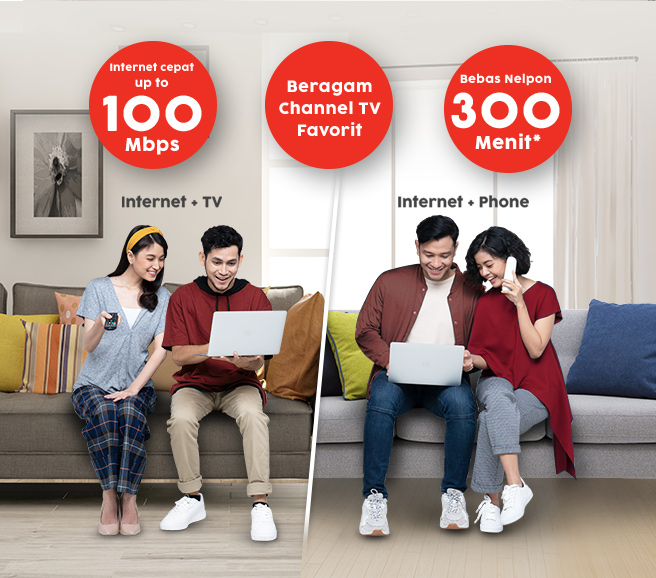 Internet cepat
up to
100
Mbps
Beragam
Channel TV
Favorit
Bebas Nelpon
300
Menit*
Internet + TV
Internet + Phone